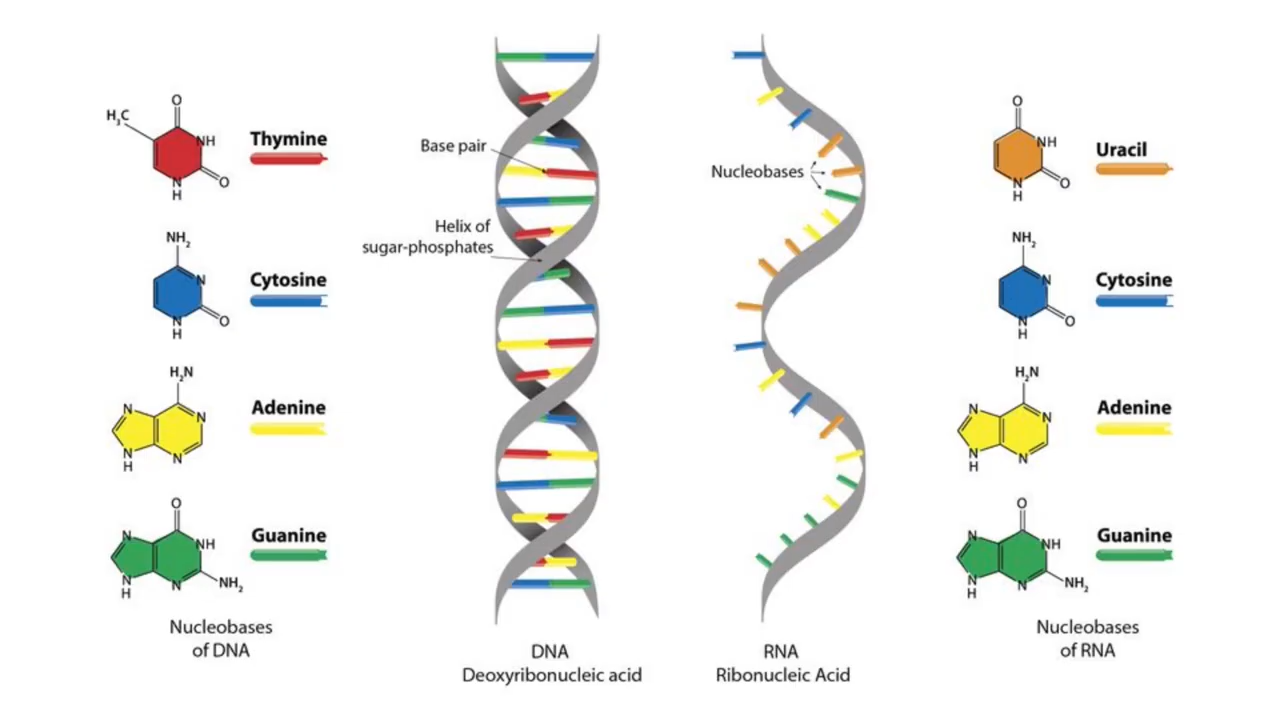 O
H₃C
NH
O
N
H
Thymine
NH₂
N
O
N
H
Cytosine
H₂N
N
N
N
H
N
Adenine
O
N
NH
N
H
N
NH₂
Guanine
Nucleobases
of DNA
Base pair
Helix of
sugar-phosphates
DNA
Deoxyribonucleic acid
Nucleobases
RNA
Ribonucleic Acid
O
NH
O
N
H
Uracil
NH₂
N
O
N
H
Cytosine
H₂N
N
N
N
H
N
Adenine
O
N
NH
N
H
N
NH₂
Guanine
Nucleobases
of RNA